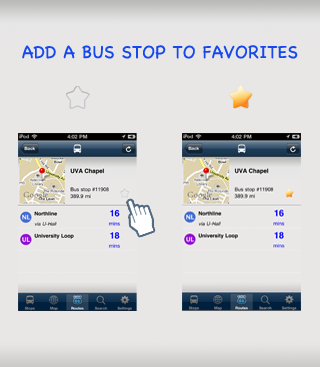 ADD A BUS STOP TO FAVORITES
iPod 4:02 PM
Back
UVA Chapel
Bus stop #11908
389.9 mi
Google
NL Northline 16
via U-Hall mins
UL University Loop 18
mins
Stops Map Routes Search Settings
iPod 4:02 PM
Back
UVA Chapel
Bus stop #11908
389.9 mi
Google
NL Northline 16
via U-Hall mins
UL University Loop 18
mins
Stops Map Routes Search Settings